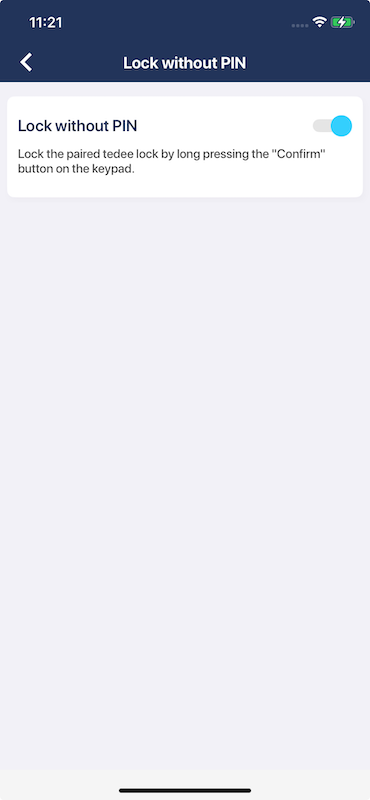 11:21
Lock without PIN
Lock without PIN
Lock the paired tedee lock by long pressing the "Confirm"
button on the keypad.